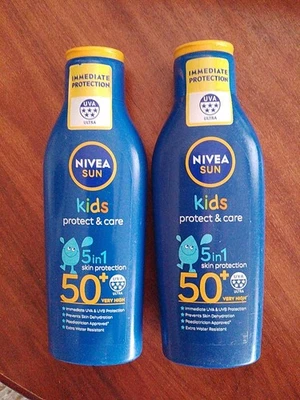 IMMEDIATE
PROTECTION
UVA
ULTRA
NIVEA
SUN
kids
protect & care
5in1
skin protection
50+
VERY HIGH
Immediate UVA & UVB Protection
Prevents Skin Dehydration
Paediatrician Approved*
Extra Water Resistant
IMMEDIATE
PROTECTION
UVA
ULTRA
NIVEA
SUN
kids
protect & care
5in1
skin protection
50+
VERY HIGH
Immediate UVA & UVB Protection
Prevents Skin Dehydration
Paediatrician Approved*
Extra Water Resistant